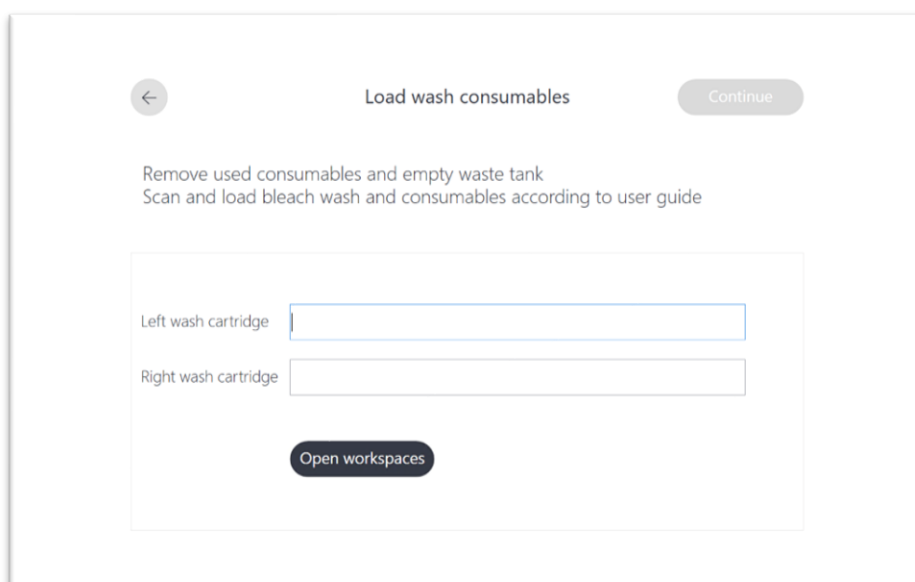 Load wash consumables
Continue
Remove used consumables and empty waste tank
Scan and load bleach wash and consumables according to user guide
Left wash cartridge
Right wash cartridge
Open workspaces